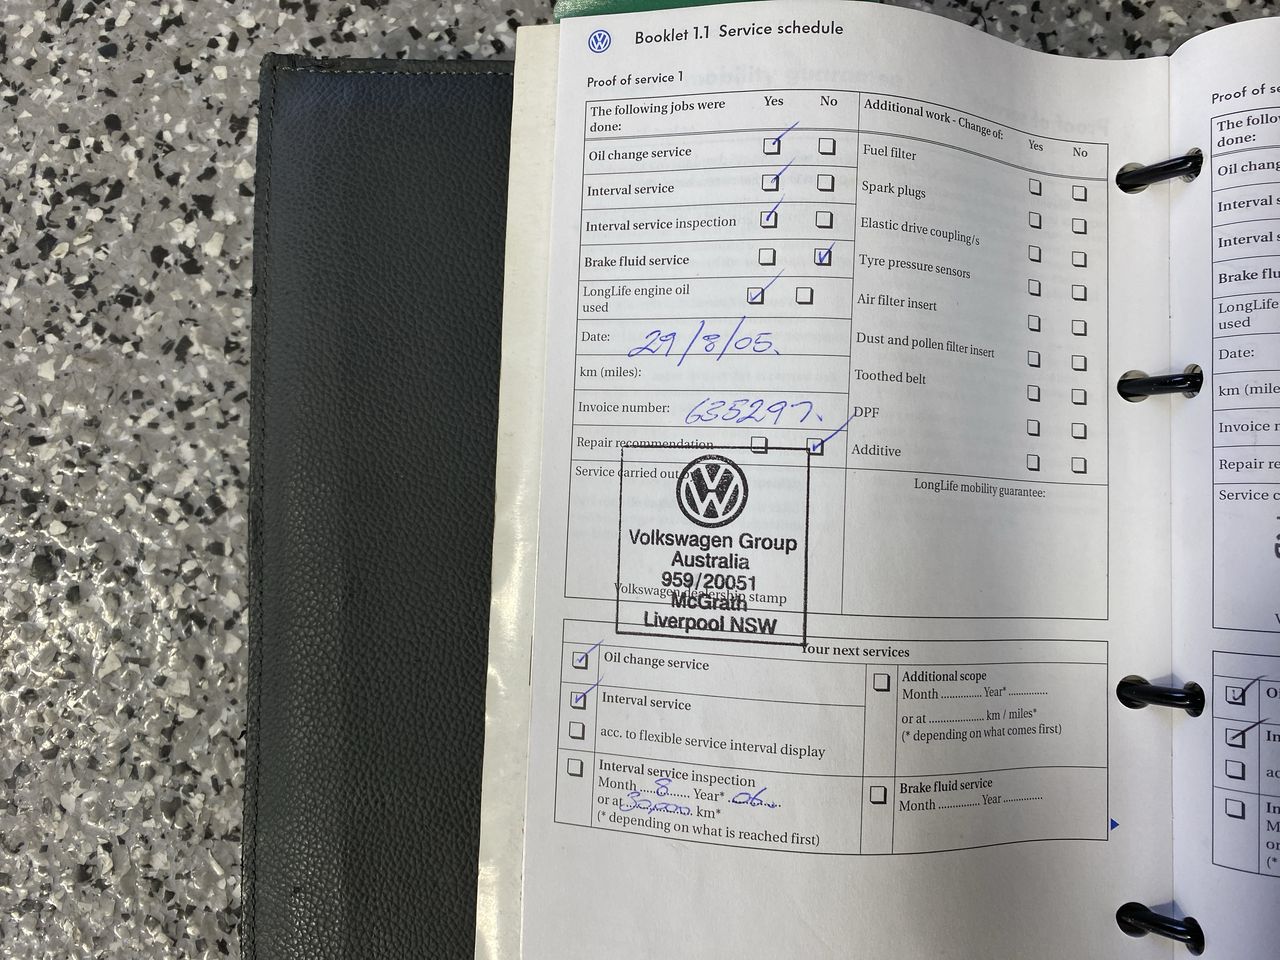 Booklet 1.1 Service schedule
Proof of service 1
The following jobs were done:
Yes
No
Oil change service
Interval service
Interval service inspection
Brake fluid service
LongLife engine oil used
Date: 29/8/05.
km (miles):
Invoice number: 635297.
Repair recommendation
Service carried out by
Volkswagen Group
Australia
959/20051
McGrath
Liverpool NSW
Volkswagen dealership stamp
Additional work - Change of:
Yes
No
Fuel filter
Spark plugs
Elastic drive coupling/s
Tyre pressure sensors
Air filter insert
Dust and pollen filter insert
Toothed belt
DPF
Additive
LongLife mobility guarantee:
Your next services
Oil change service
Interval service
acc. to flexible service interval display
Interval service inspection
Month ....8....... Year* .06.....
or at 30,000 km*
(* depending on what is reached first)
Additional scope
Month .............. Year* ..............
or at .................... km / miles*
(* depending on what comes first)
Brake fluid service
Month .............. Year ..............
Proof of se
The follow
done:
Oil chang
Interval s
Interval s
Brake flu
LongLife
used
Date:
km (mile
Invoice n
Repair re
Service c
O
In
ac
In
M
or
(*